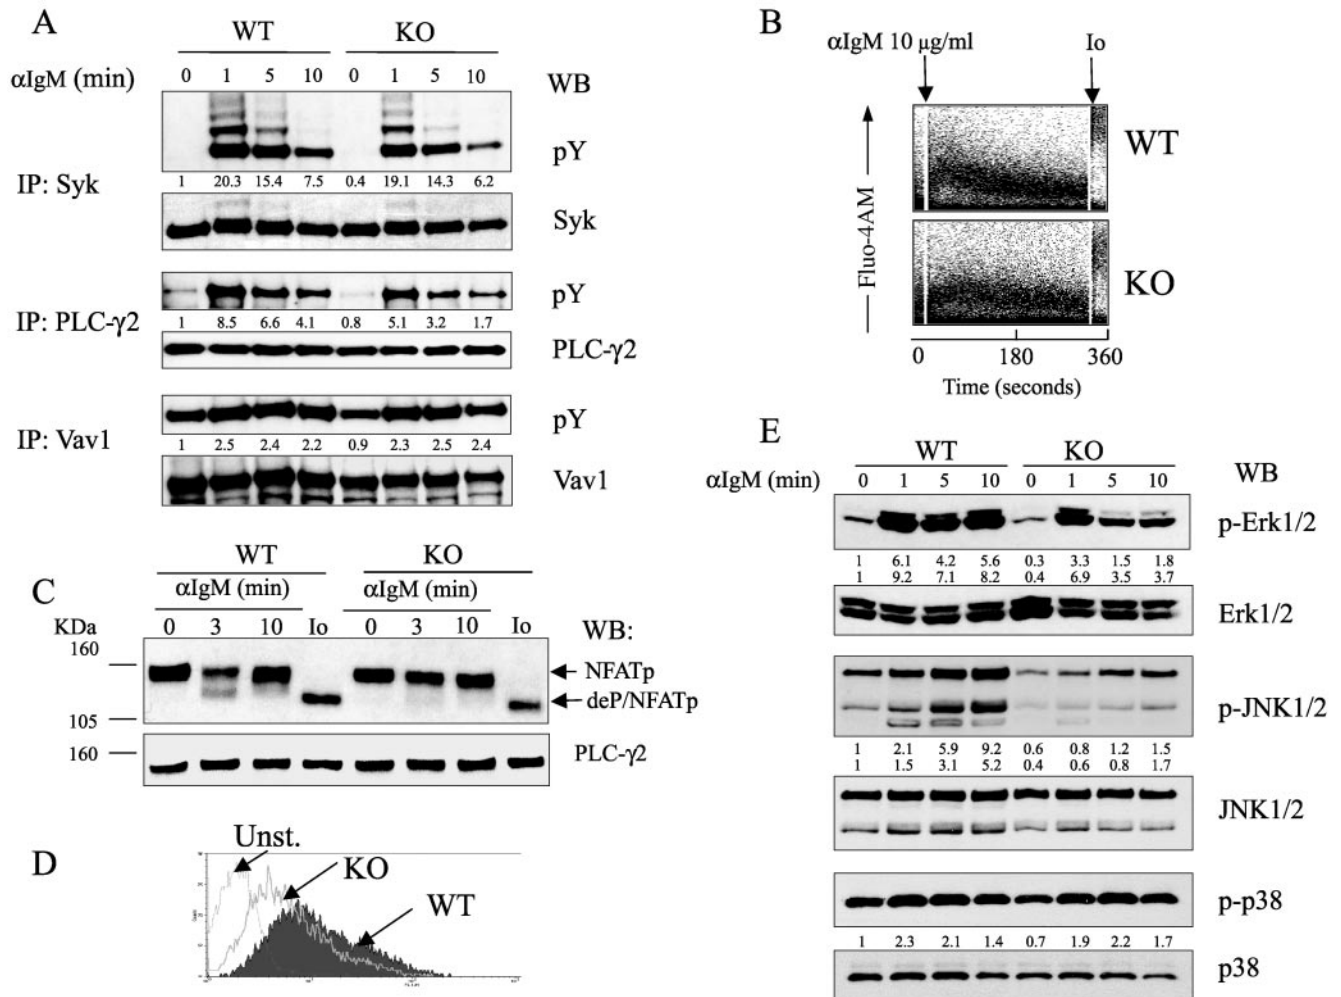 A
WT KO
αIgM (min) 0 1 5 10 0 1 5 10 WB
pY
IP: Syk 1 20.3 15.4 7.5 0.4 19.1 14.3 6.2
Syk
pY
IP: PLC-γ2 1 8.5 6.6 4.1 0.8 5.1 3.2 1.7
PLC-γ2
pY
IP: Vav1 1 2.5 2.4 2.2 0.9 2.3 2.5 2.4
Vav1
B
αIgM 10 µg/ml Io
WT
Fluo-4AM
KO
0 180 360
Time (seconds)
C
WT KO
αIgM (min) αIgM (min)
KDa 0 3 10 Io 0 3 10 Io WB:
160
NFATp
deP/NFATp
105
160
PLC-γ2
D
Unst.
KO
WT
E
WT KO
αIgM (min) 0 1 5 10 0 1 5 10 WB
p-Erk1/2
1 6.1 4.2 5.6 0.3 3.3 1.5 1.8
1 9.2 7.1 8.2 0.4 6.9 3.5 3.7
Erk1/2
p-JNK1/2
1 2.1 5.9 9.2 0.6 0.8 1.2 1.5
1 1.5 3.1 5.2 0.4 0.6 0.8 1.7
JNK1/2
p-p38
1 2.3 2.1 1.4 0.7 1.9 2.2 1.7
p38